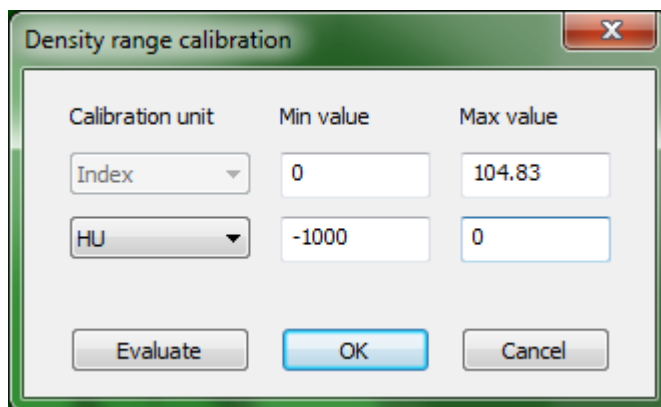 Density range calibration
Calibration unit Min value Max value
Index 0 104.83
HU -1000 0
Evaluate OK Cancel